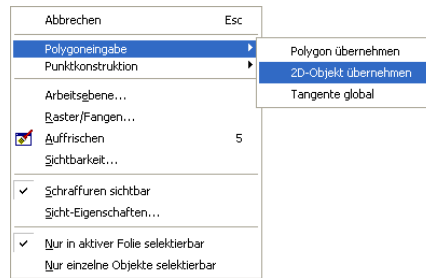 Abbrechen Esc
Polygoneingabe
Punktkonstruktion
Arbeitsebene...
Raster/Fangen...
Auffrischen 5
Sichtbarkeit...
Schraffuren sichtbar
Sicht-Eigenschaften...
Nur in aktiver Folie selektierbar
Nur einzelne Objekte selektierbar
Polygon übernehmen
2D-Objekt übernehmen
Tangente global